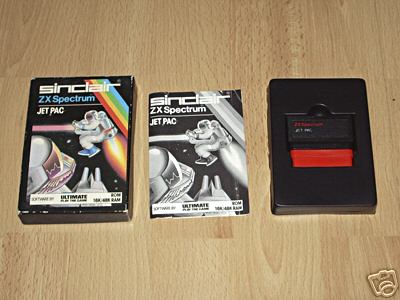 sinclair
ZX Spectrum
JET PAC
SOFTWARE BY
ULTIMATE
PLAY THE GAME
ROM
16K/48K RAM
sinclair
ZX Spectrum
JET PAC
SOFTWARE BY
ULTIMATE
PLAY THE GAME
ROM
16K/48K RAM
ZX Spectrum
JET PAC